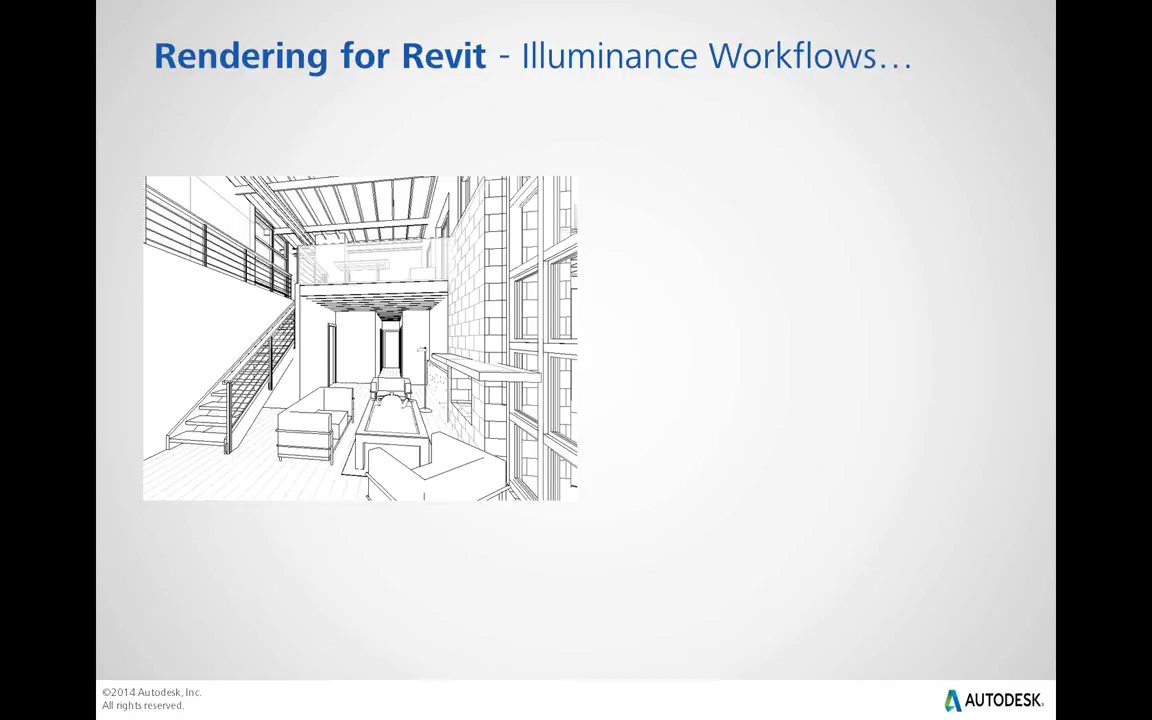 Rendering for Revit - Illuminance Workflows…
©2014 Autodesk, Inc.
All rights reserved.
AUTODESK®